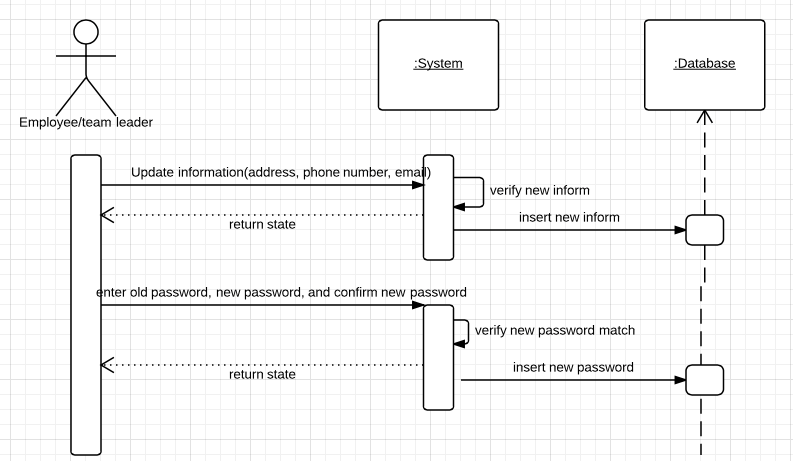 :System
:Database
Employee/team leader
Update information(address, phone number, email)
verify new inform
insert new inform
return state
enter old password, new password, and confirm new password
verify new password match
insert new password
return state